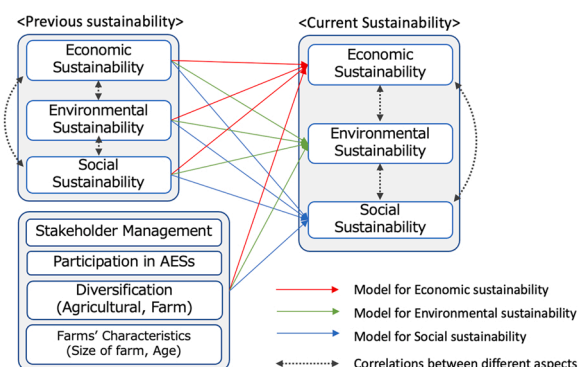 <Previous sustainability>
<Current Sustainability>
Economic
Sustainability
Environmental
Sustainability
Social
Sustainability
Economic
Sustainability
Environmental
Sustainability
Social
Sustainability
Stakeholder Management
Participation in AESs
Diversification
(Agricultural, Farm)
Farms' Characteristics
(Size of farm, Age)
Model for Economic sustainability
Model for Environmental sustainability
Model for Social sustainability
Correlations between different aspects